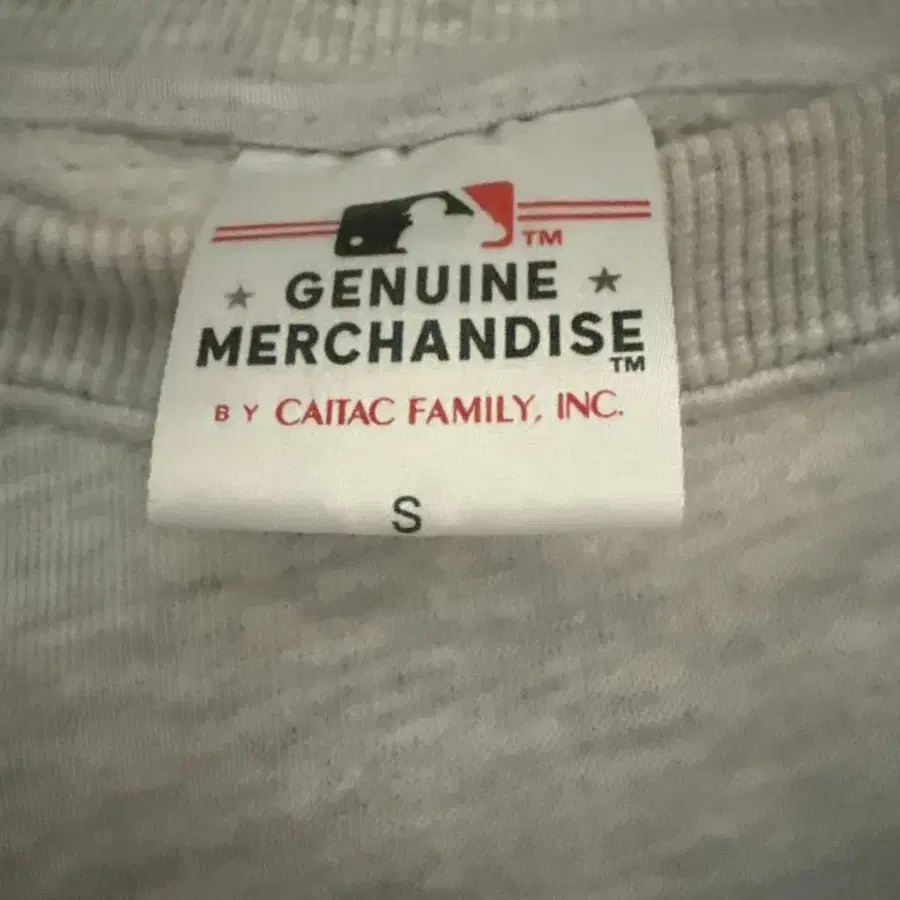 TM
GENUINE
MERCHANDISE
TM
BY CAITAC FAMILY, INC.
S